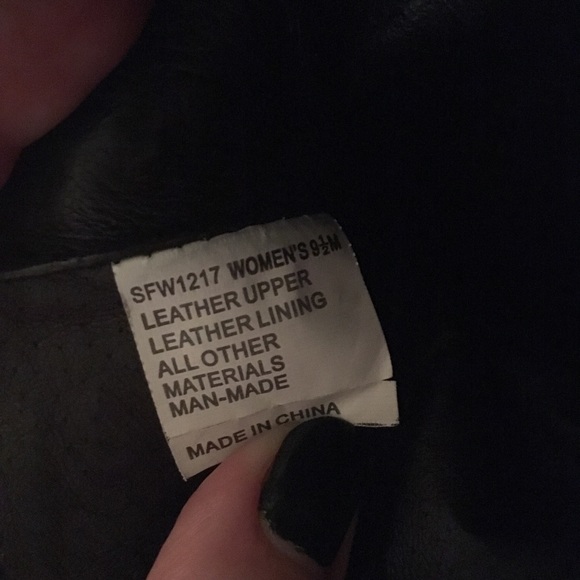 SFW1217 WOMEN'S 9½M
LEATHER UPPER
LEATHER LINING
ALL OTHER
MATERIALS
MAN-MADE
MADE IN CHINA